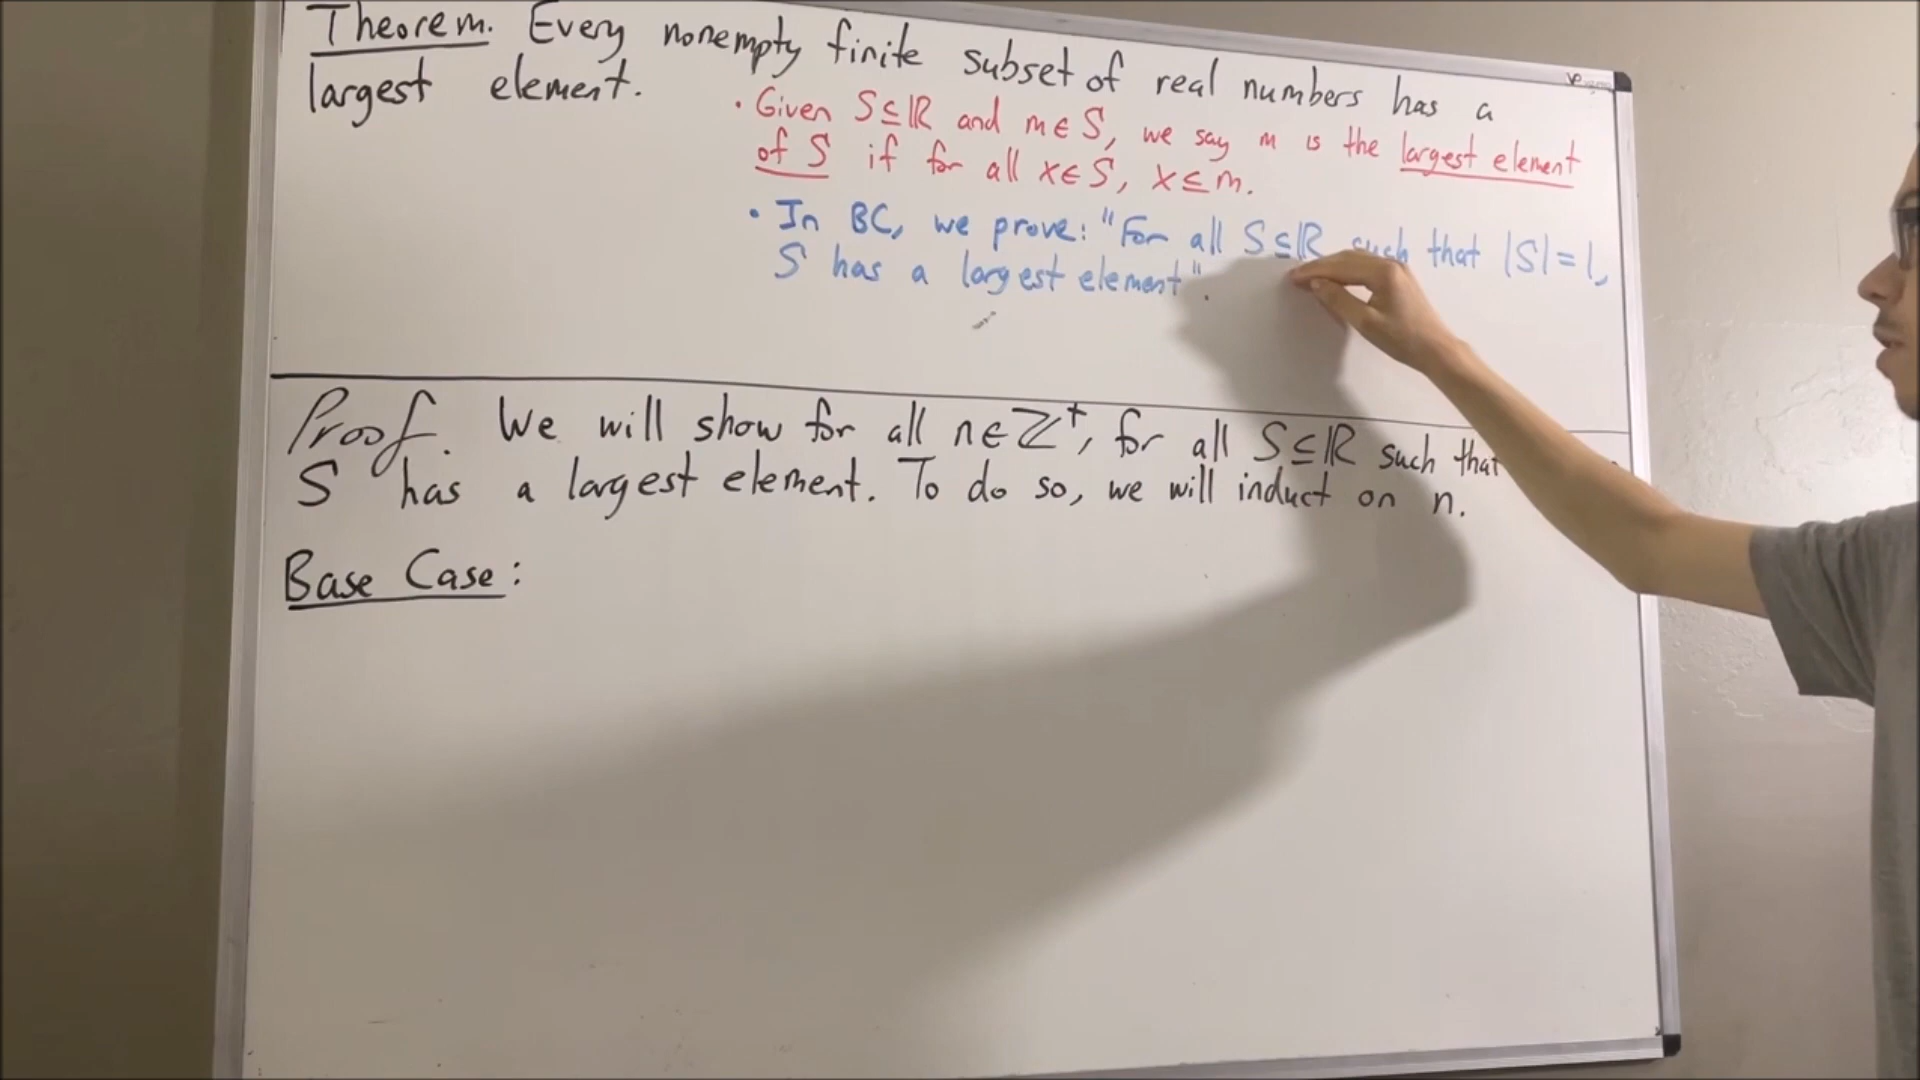 Theorem. Every nonempty finite subset of real numbers has a
largest element.
• Given S⊆ℝ and m∈S, we say m is the largest element
of S if for all x∈S, x≤m.
• In BC, we prove: "For all S⊆ℝ such that |S|=1,
S has a largest element".
Proof. We will show for all n∈ℤ⁺, for all S⊆ℝ such that
S has a largest element. To do so, we will induct on n.
Base Case: